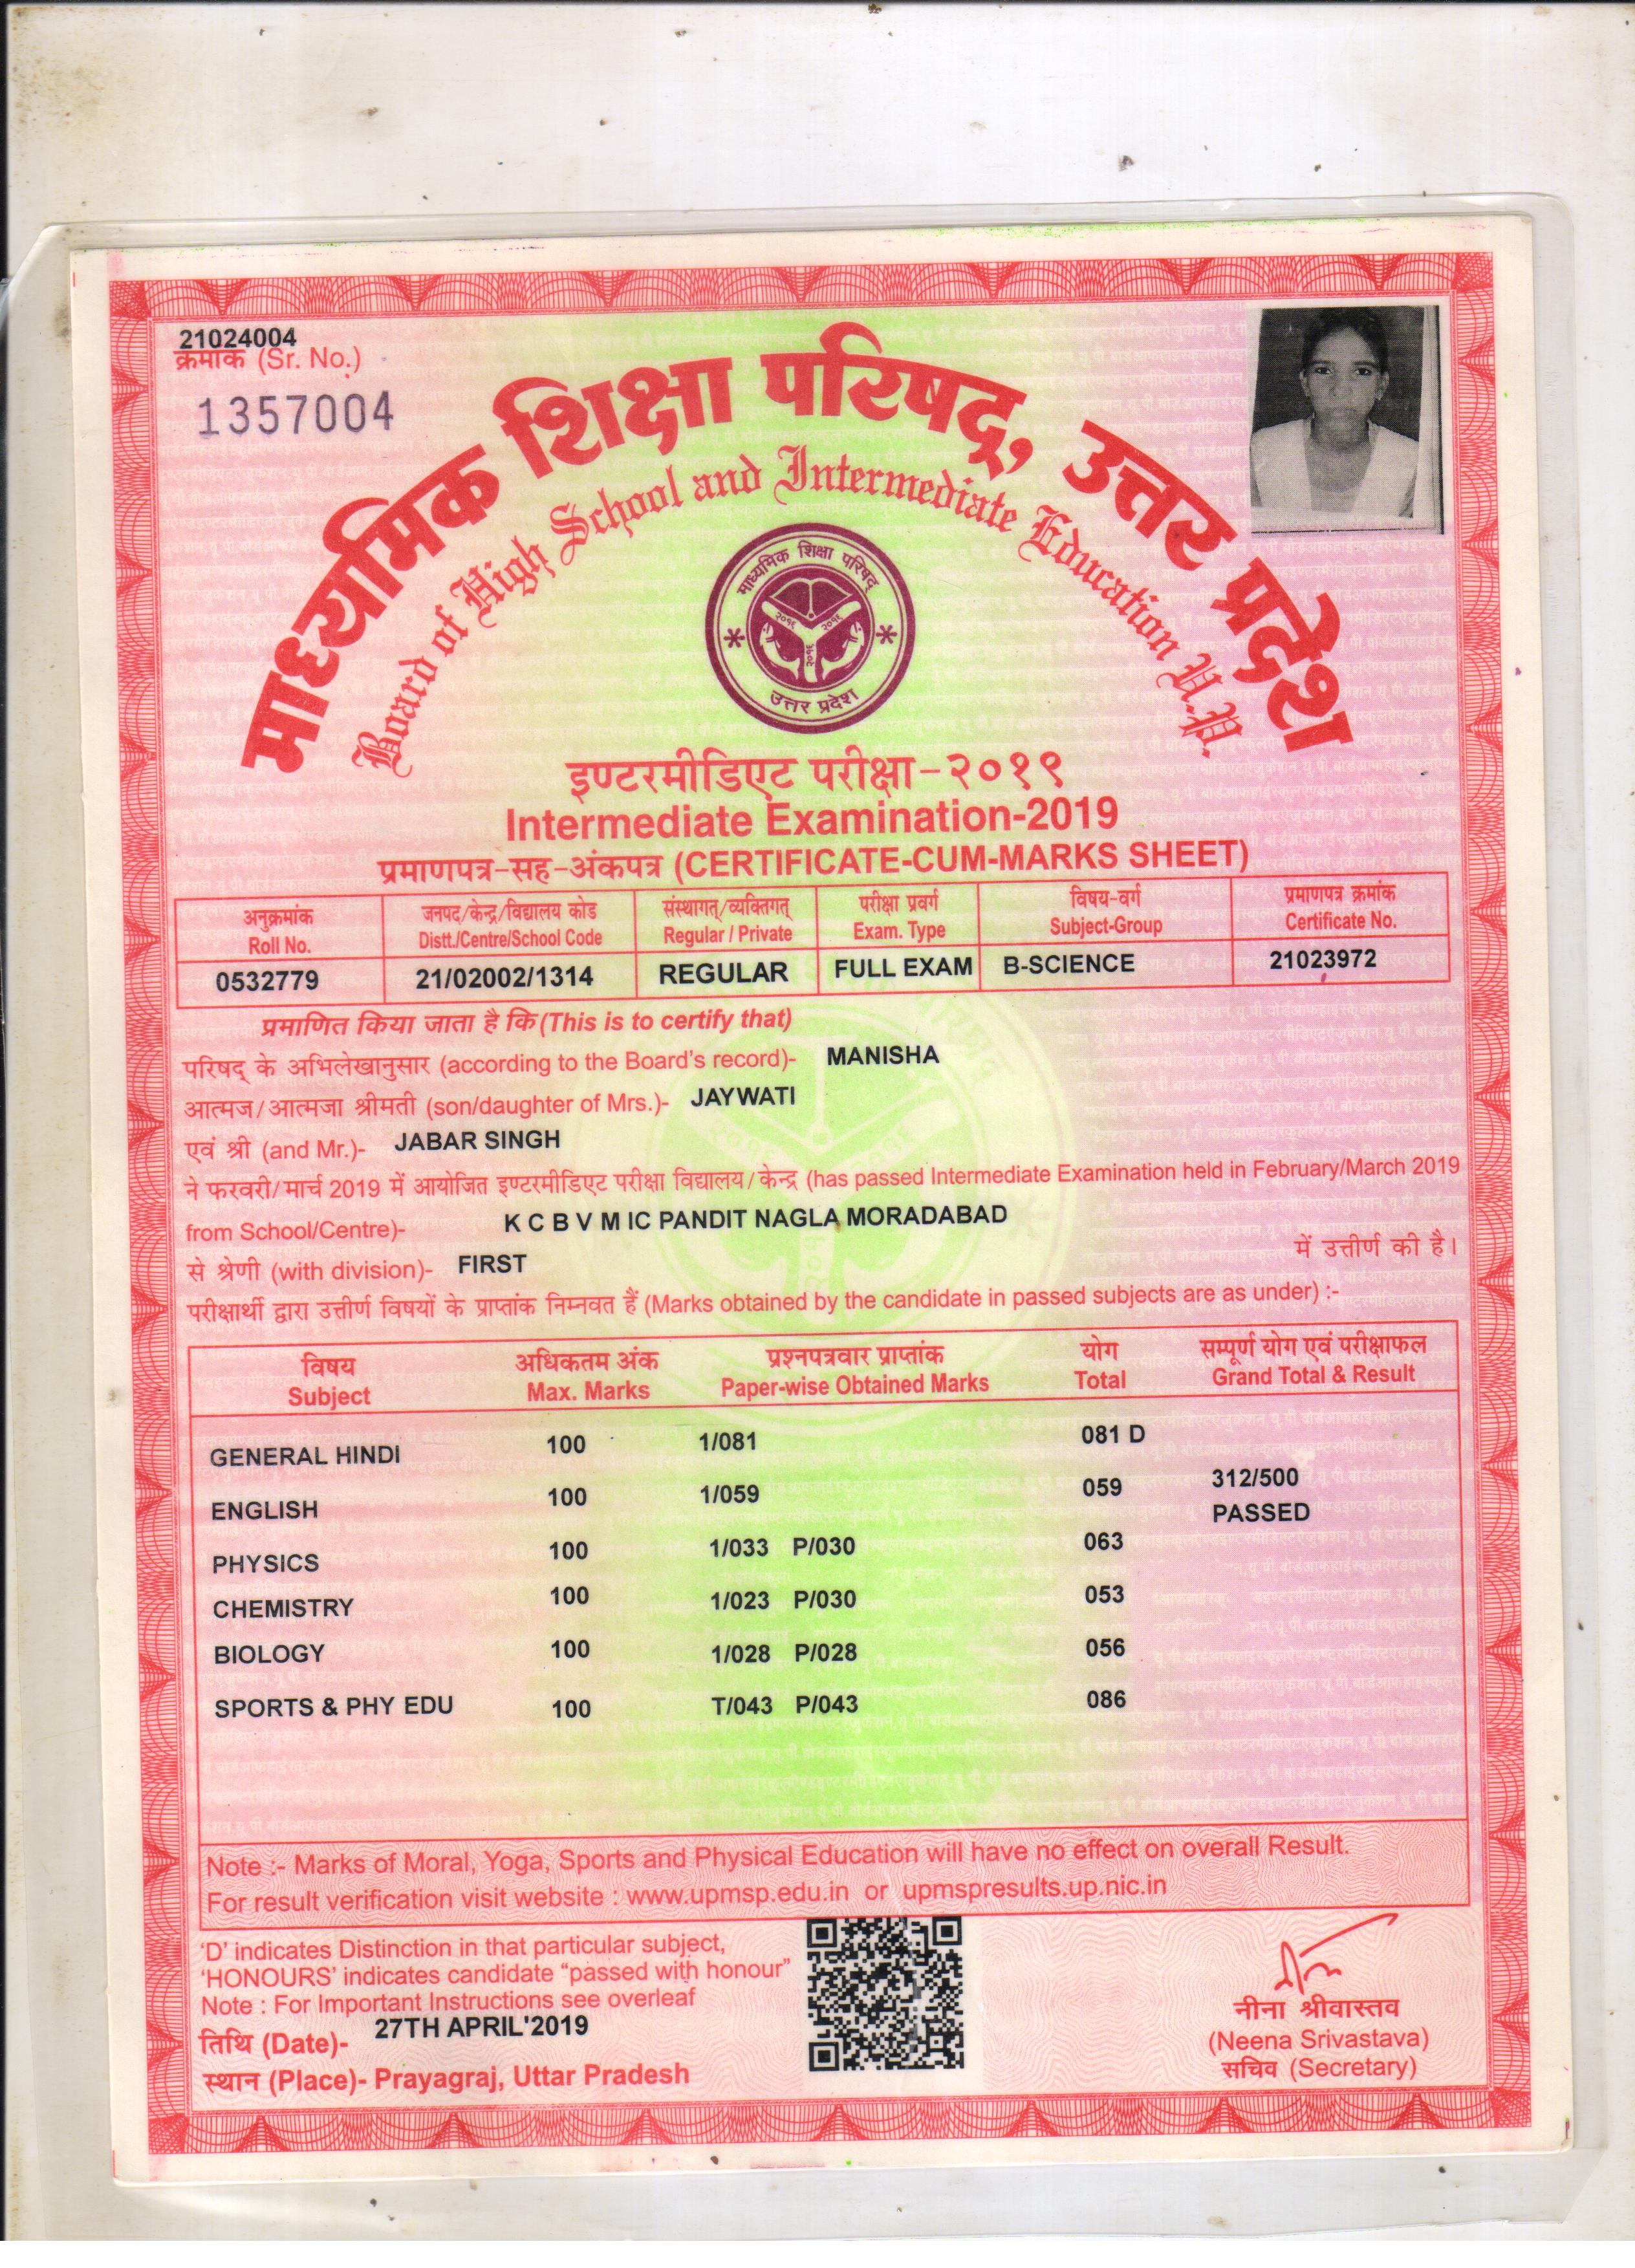 21024004
क्रमांक (Sr. No.)
1357004
माध्यमिक शिक्षा परिषद्, उत्तर प्रदेश
Board of High School and Intermediate Education U.P.
माध्यमिक शिक्षा परिषद्
उत्तर प्रदेश
इण्टरमीडिएट परीक्षा-२०१९
Intermediate Examination-2019
प्रमाणपत्र-सह-अंकपत्र (CERTIFICATE-CUM-MARKS SHEET)
अनुक्रमांक जनपद/केन्द्र/विद्यालय कोड संस्थागत्/व्यक्तिगत् परीक्षा प्रवर्ग विषय-वर्ग प्रमाणपत्र क्रमांक
Roll No. Distt./Centre/School Code Regular / Private Exam. Type Subject-Group Certificate No.
0532779 21/02002/1314 REGULAR FULL EXAM B-SCIENCE 21023972
प्रमाणित किया जाता है कि (This is to certify that)
परिषद् के अभिलेखानुसार (according to the Board's record)- MANISHA
आत्मज/आत्मजा श्रीमती (son/daughter of Mrs.)- JAYWATI
एवं श्री (and Mr.)- JABAR SINGH
ने फरवरी/मार्च 2019 में आयोजित इण्टरमीडिएट परीक्षा विद्यालय/केन्द्र (has passed Intermediate Examination held in February/March 2019
from School/Centre)- K C B V M IC PANDIT NAGLA MORADABAD
से श्रेणी (with division)- FIRST में उत्तीर्ण की है।
परीक्षार्थी द्वारा उत्तीर्ण विषयों के प्राप्तांक निम्नवत हैं (Marks obtained by the candidate in passed subjects are as under) :-
विषय अधिकतम अंक प्रश्नपत्रवार प्राप्तांक योग सम्पूर्ण योग एवं परीक्षाफल
Subject Max. Marks Paper-wise Obtained Marks Total Grand Total & Result
GENERAL HINDI 100 1/081 081 D
312/500
ENGLISH 100 1/059 059
PASSED
PHYSICS 100 1/033 P/030 063
CHEMISTRY 100 1/023 P/030 053
BIOLOGY 100 1/028 P/028 056
SPORTS & PHY EDU 100 T/043 P/043 086
Note :- Marks of Moral, Yoga, Sports and Physical Education will have no effect on overall Result.
For result verification visit website : www.upmsp.edu.in or upmspresults.up.nic.in
'D' indicates Distinction in that particular subject,
'HONOURS' indicates candidate "passed with honour"
Note : For Important Instructions see overleaf
तिथि (Date)- 27TH APRIL'2019
स्थान (Place)- Prayagraj, Uttar Pradesh
नीना श्रीवास्तव
(Neena Srivastava)
सचिव (Secretary)